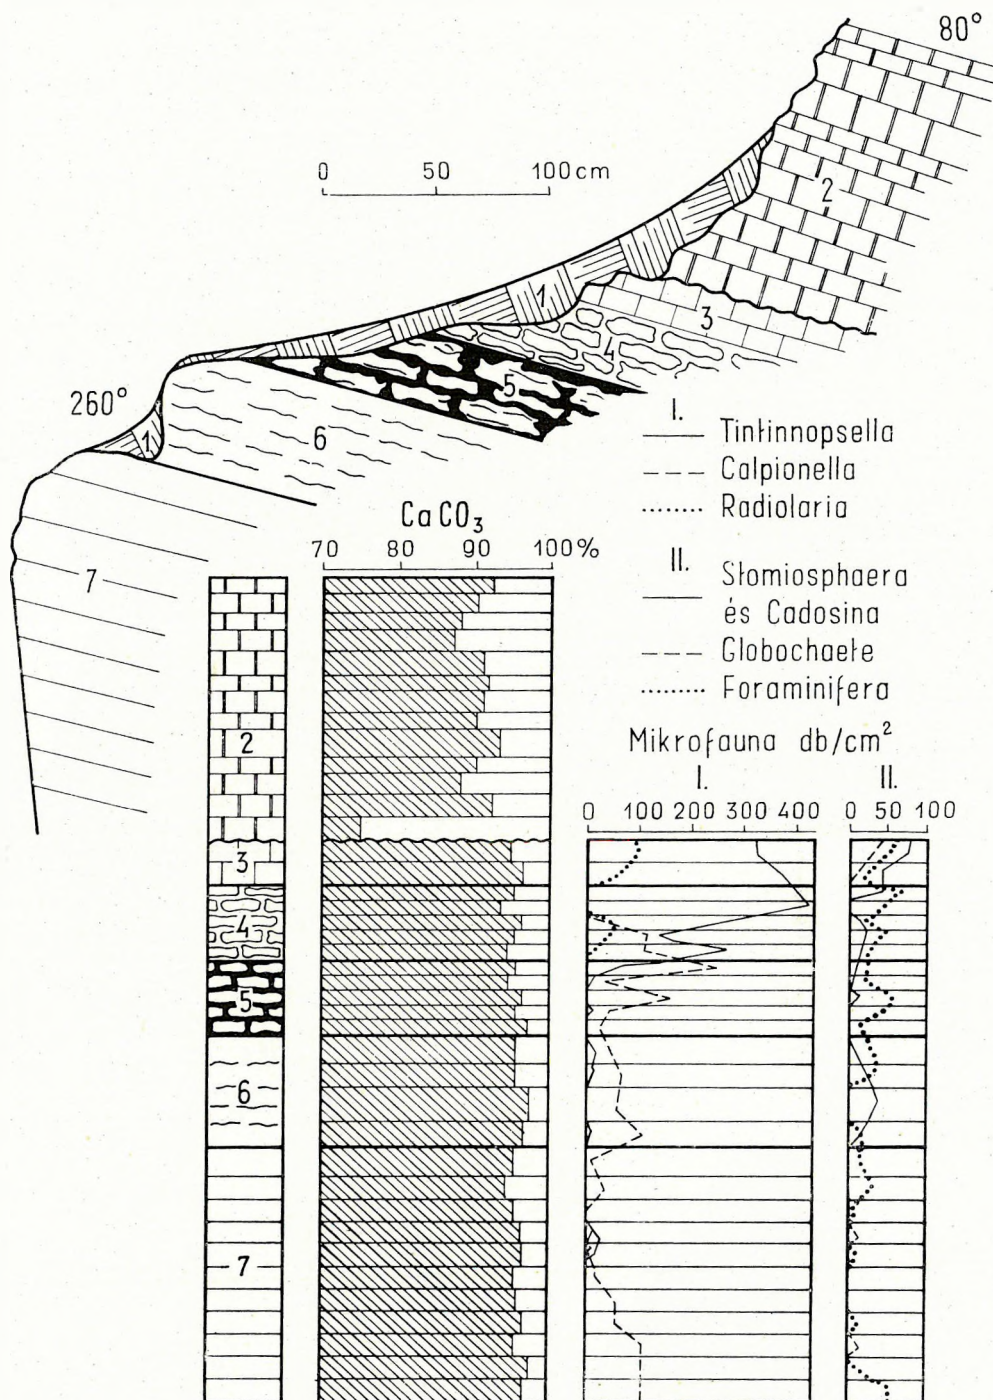 80°
0 50 100 cm
2
1
3
4
5
260°
1
6
7
I.
Tintinnopsella
Calpionella
Radiolaria
II.
Stomiosphaera
és Cadosina
Globochaete
Foraminifera
CaCO₃
70 80 90 100%
Mikrofauna db/cm²
I. II.
0 100 200 300 400 0 50 100
2
3
4
5
6
7